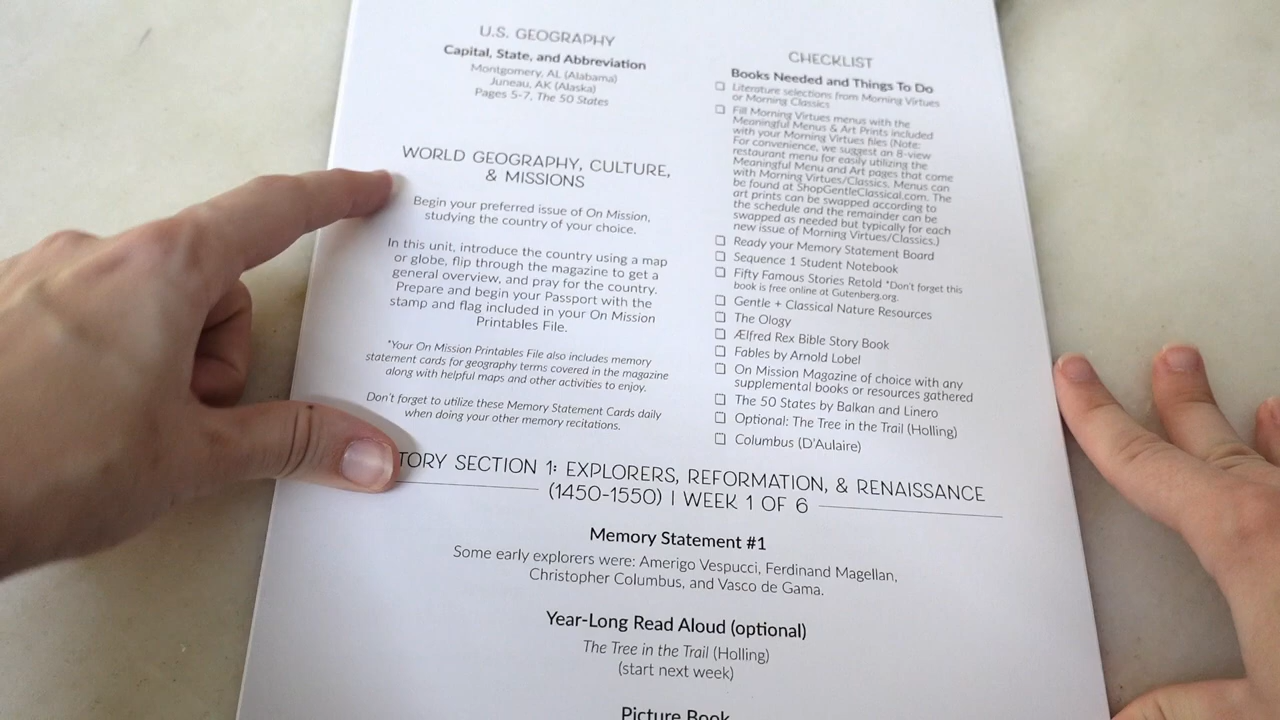 U.S. GEOGRAPHY
Capital, State, and Abbreviation
Montgomery, AL (Alabama)
Juneau, AK (Alaska)
Pages 5-7, The 50 States
WORLD GEOGRAPHY, CULTURE,
& MISSIONS
Begin your preferred issue of On Mission,
studying the country of your choice.
In this unit, introduce the country using a map
or globe, flip through the magazine to get a
general overview, and pray for the country.
Prepare and begin your Passport with the
stamp and flag included in your On Mission
Printables File.
*Your On Mission Printables File also includes memory
statement cards for geography terms covered in the magazine
along with helpful maps and other activities to enjoy.
Don't forget to utilize these Memory Statement Cards daily
when doing your other memory recitations.
CHECKLIST
Books Needed and Things To Do
Literature selections from Morning Virtues
or Morning Classics
Fill Morning Virtues menus with the
Meaningful Menus & Art Prints included
with your Morning Virtues files (Note:
For convenience, we suggest an 8-view
restaurant menu for easily utilizing the
Meaningful Menu and Art pages that come
with Morning Virtues/Classics. Menus can
be found at ShopGentleClassical.com. The
art prints can be swapped according to
the schedule and the remainder can be
swapped as needed but typically for each
new issue of Morning Virtues/Classics.)
Ready your Memory Statement Board
Sequence 1 Student Notebook
Fifty Famous Stories Retold *Don't forget this
book is free online at Gutenberg.org.
Gentle + Classical Nature Resources
The Ology
Ælfred Rex Bible Story Book
Fables by Arnold Lobel
On Mission Magazine of choice with any
supplemental books or resources gathered
The 50 States by Balkan and Linero
Optional: The Tree in the Trail (Holling)
Columbus (D'Aulaire)
TORY SECTION 1: EXPLORERS, REFORMATION, & RENAISSANCE
(1450-1550) | WEEK 1 OF 6
Memory Statement #1
Some early explorers were: Amerigo Vespucci, Ferdinand Magellan,
Christopher Columbus, and Vasco de Gama.
Year-Long Read Aloud (optional)
The Tree in the Trail (Holling)
(start next week)
Picture Book